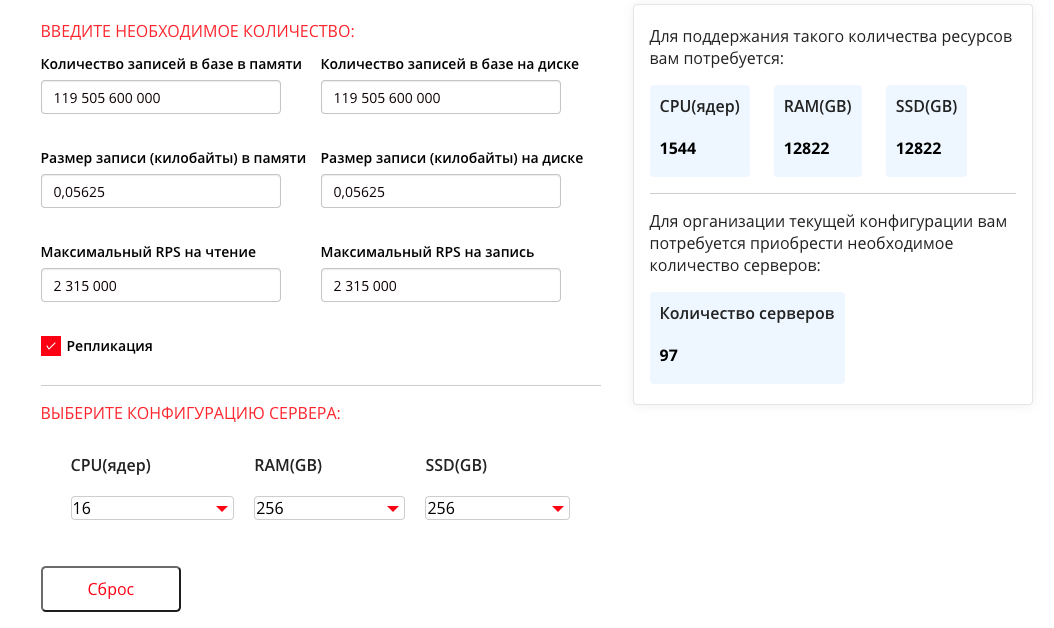 ВВЕДИТЕ НЕОБХОДИМОЕ КОЛИЧЕСТВО:
Количество записей в базе в памяти
119 505 600 000
Количество записей в базе на диске
119 505 600 000
Размер записи (килобайты) в памяти
0,05625
Размер записи (килобайты) на диске
0,05625
Максимальный RPS на чтение
2 315 000
Максимальный RPS на запись
2 315 000
Репликация
ВЫБЕРИТЕ КОНФИГУРАЦИЮ СЕРВЕРА:
CPU(ядер)
16
RAM(GB)
256
SSD(GB)
256
Сброс
Для поддержания такого количества ресурсов
вам потребуется:
CPU(ядер)
1544
RAM(GB)
12822
SSD(GB)
12822
Для организации текущей конфигурации вам
потребуется приобрести необходимое
количество серверов:
Количество серверов
97